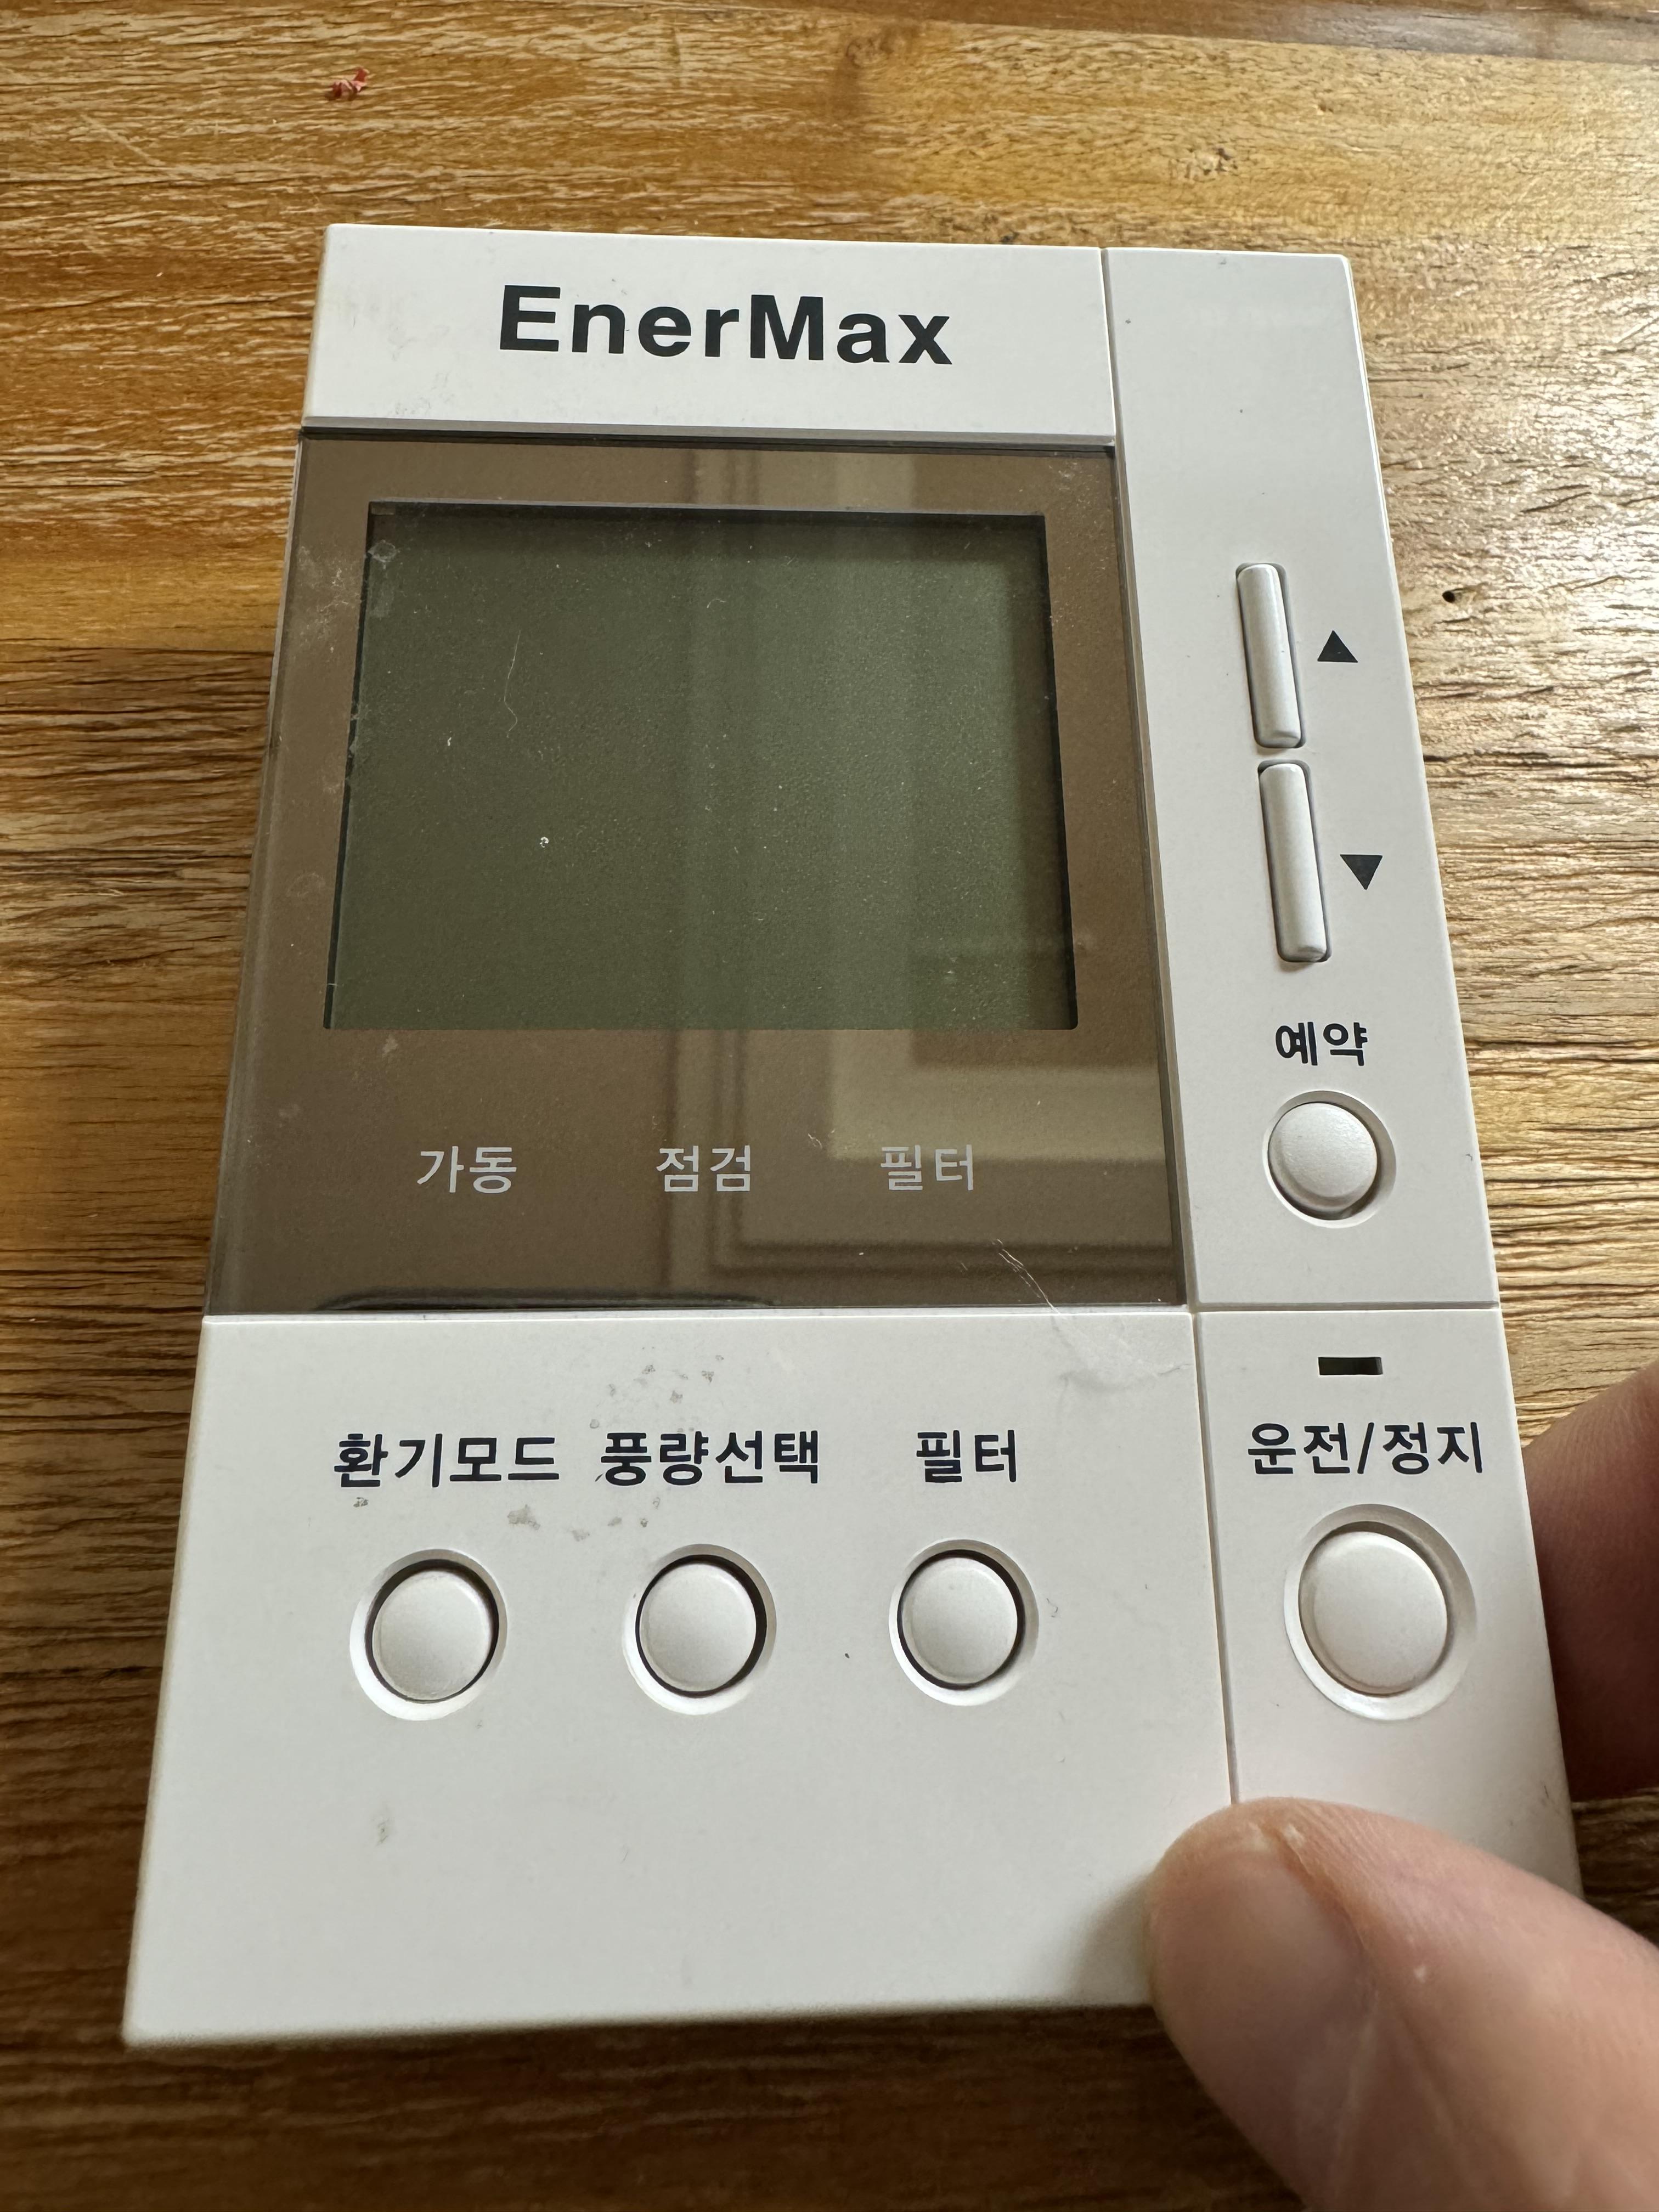 EnerMax
▲
▼
예약
가동 점검 필터
환기모드 풍량선택 필터 운전/정지